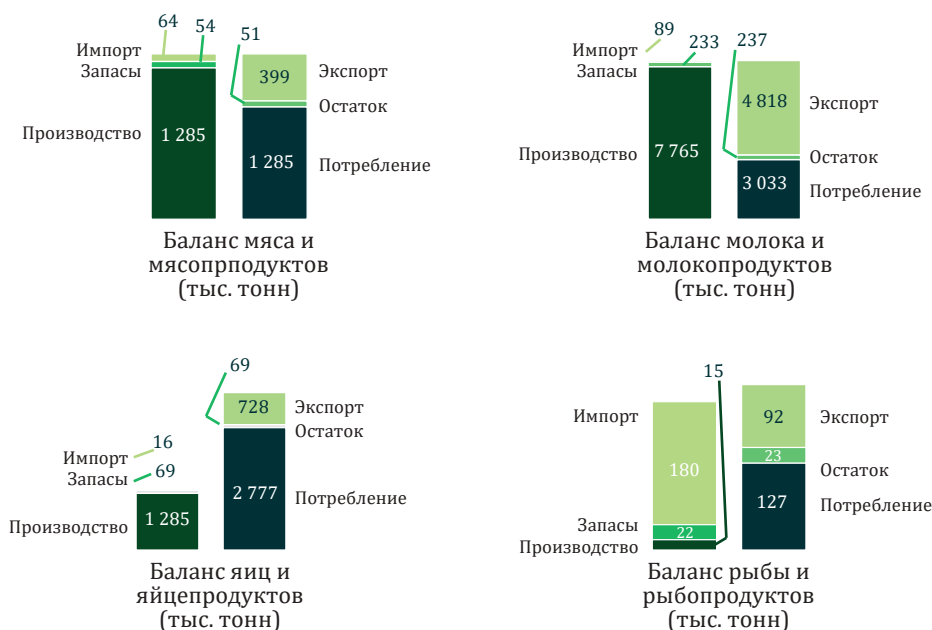 64
54
51
Импорт
Запасы
399
Экспорт
Остаток
Производство
1 285
1 285
Потребление
Баланс мяса и
мясопрподуктов
(тыс. тонн)
89
233
237
Импорт
Запасы
4 818
Экспорт
Производство
7 765
Остаток
3 033
Потребление
Баланс молока и
молокопродуктов
(тыс. тонн)
69
728
Экспорт
Остаток
16
Импорт
Запасы
69
2 777
Потребление
Производство
1 285
Баланс яиц и
яйцепродуктов
(тыс. тонн)
15
Импорт
92
Экспорт
180
23
Остаток
127
Потребление
Запасы
22
Производство
Баланс рыбы и
рыбопродуктов
(тыс. тонн)